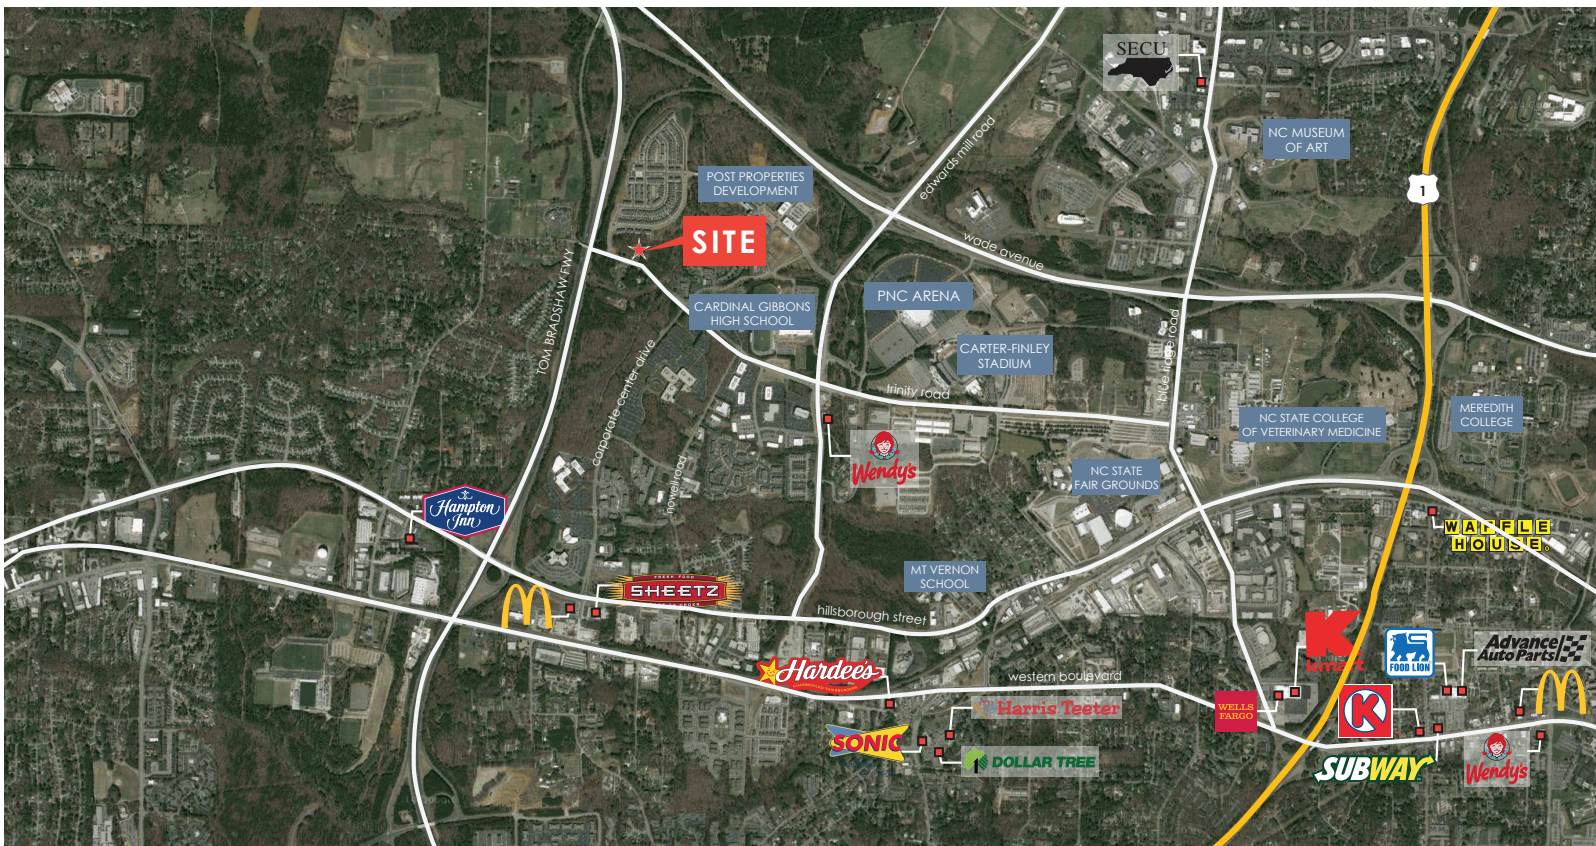 SECU
NC MUSEUM
OF ART
1
edwards mill road
POST PROPERTIES
DEVELOPMENT
SITE
wade avenue
TOM BRADSHAW FWY
PNC ARENA
CARDINAL GIBBONS
HIGH SCHOOL
CARTER-FINLEY
STADIUM
blue ridge road
corporate center drive
trinity road
MEREDITH
COLLEGE
NC STATE COLLEGE
OF VETERINARY MEDICINE
Wendy's
nowell road
NC STATE
FAIR GROUNDS
Hampton
Inn
WAFFLE
HOUSE
MT VERNON
SCHOOL
FRESH FOOD
SHEETZ
hillsborough street
K
kmart
FOOD LION
Advance
Auto Parts
Hardee's
western boulevard
Harris Teeter
WELLS
FARGO
K
SONIC
DOLLAR TREE
SUBWAY
Wendy's